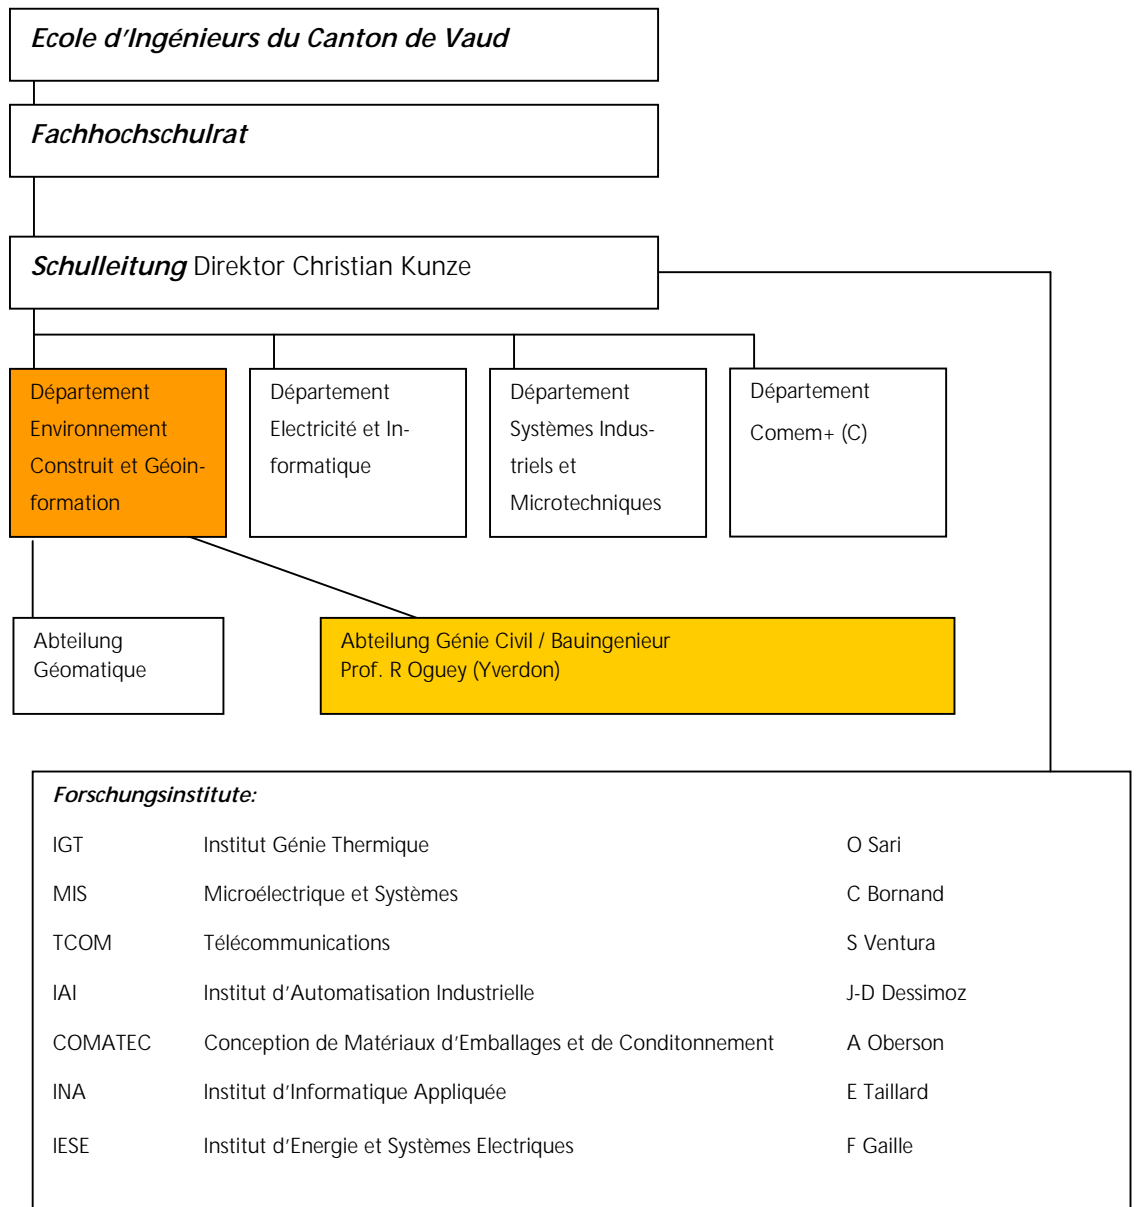 Ecole d'Ingénieurs du Canton de Vaud
Fachhochschulrat
Schulleitung Direktor Christian Kunze
Département
Environnement
Construit et Géoin-
formation
Département
Electricité et In-
formatique
Département
Systèmes Indus-
triels et
Microtechniques
Département
Comem+ (C)
Abteilung
Géomatique
Abteilung Génie Civil / Bauingenieur
Prof. R Oguey (Yverdon)
Forschungsinstitute:
IGT Institut Génie Thermique O Sari
MIS Microélectrique et Systèmes C Bornand
TCOM Télécommunications S Ventura
IAI Institut d'Automatisation Industrielle J-D Dessimoz
COMATEC Conception de Matériaux d'Emballages et de Conditonnement A Oberson
INA Institut d'Informatique Appliquée E Taillard
IESE Institut d'Energie et Systèmes Electriques F Gaille